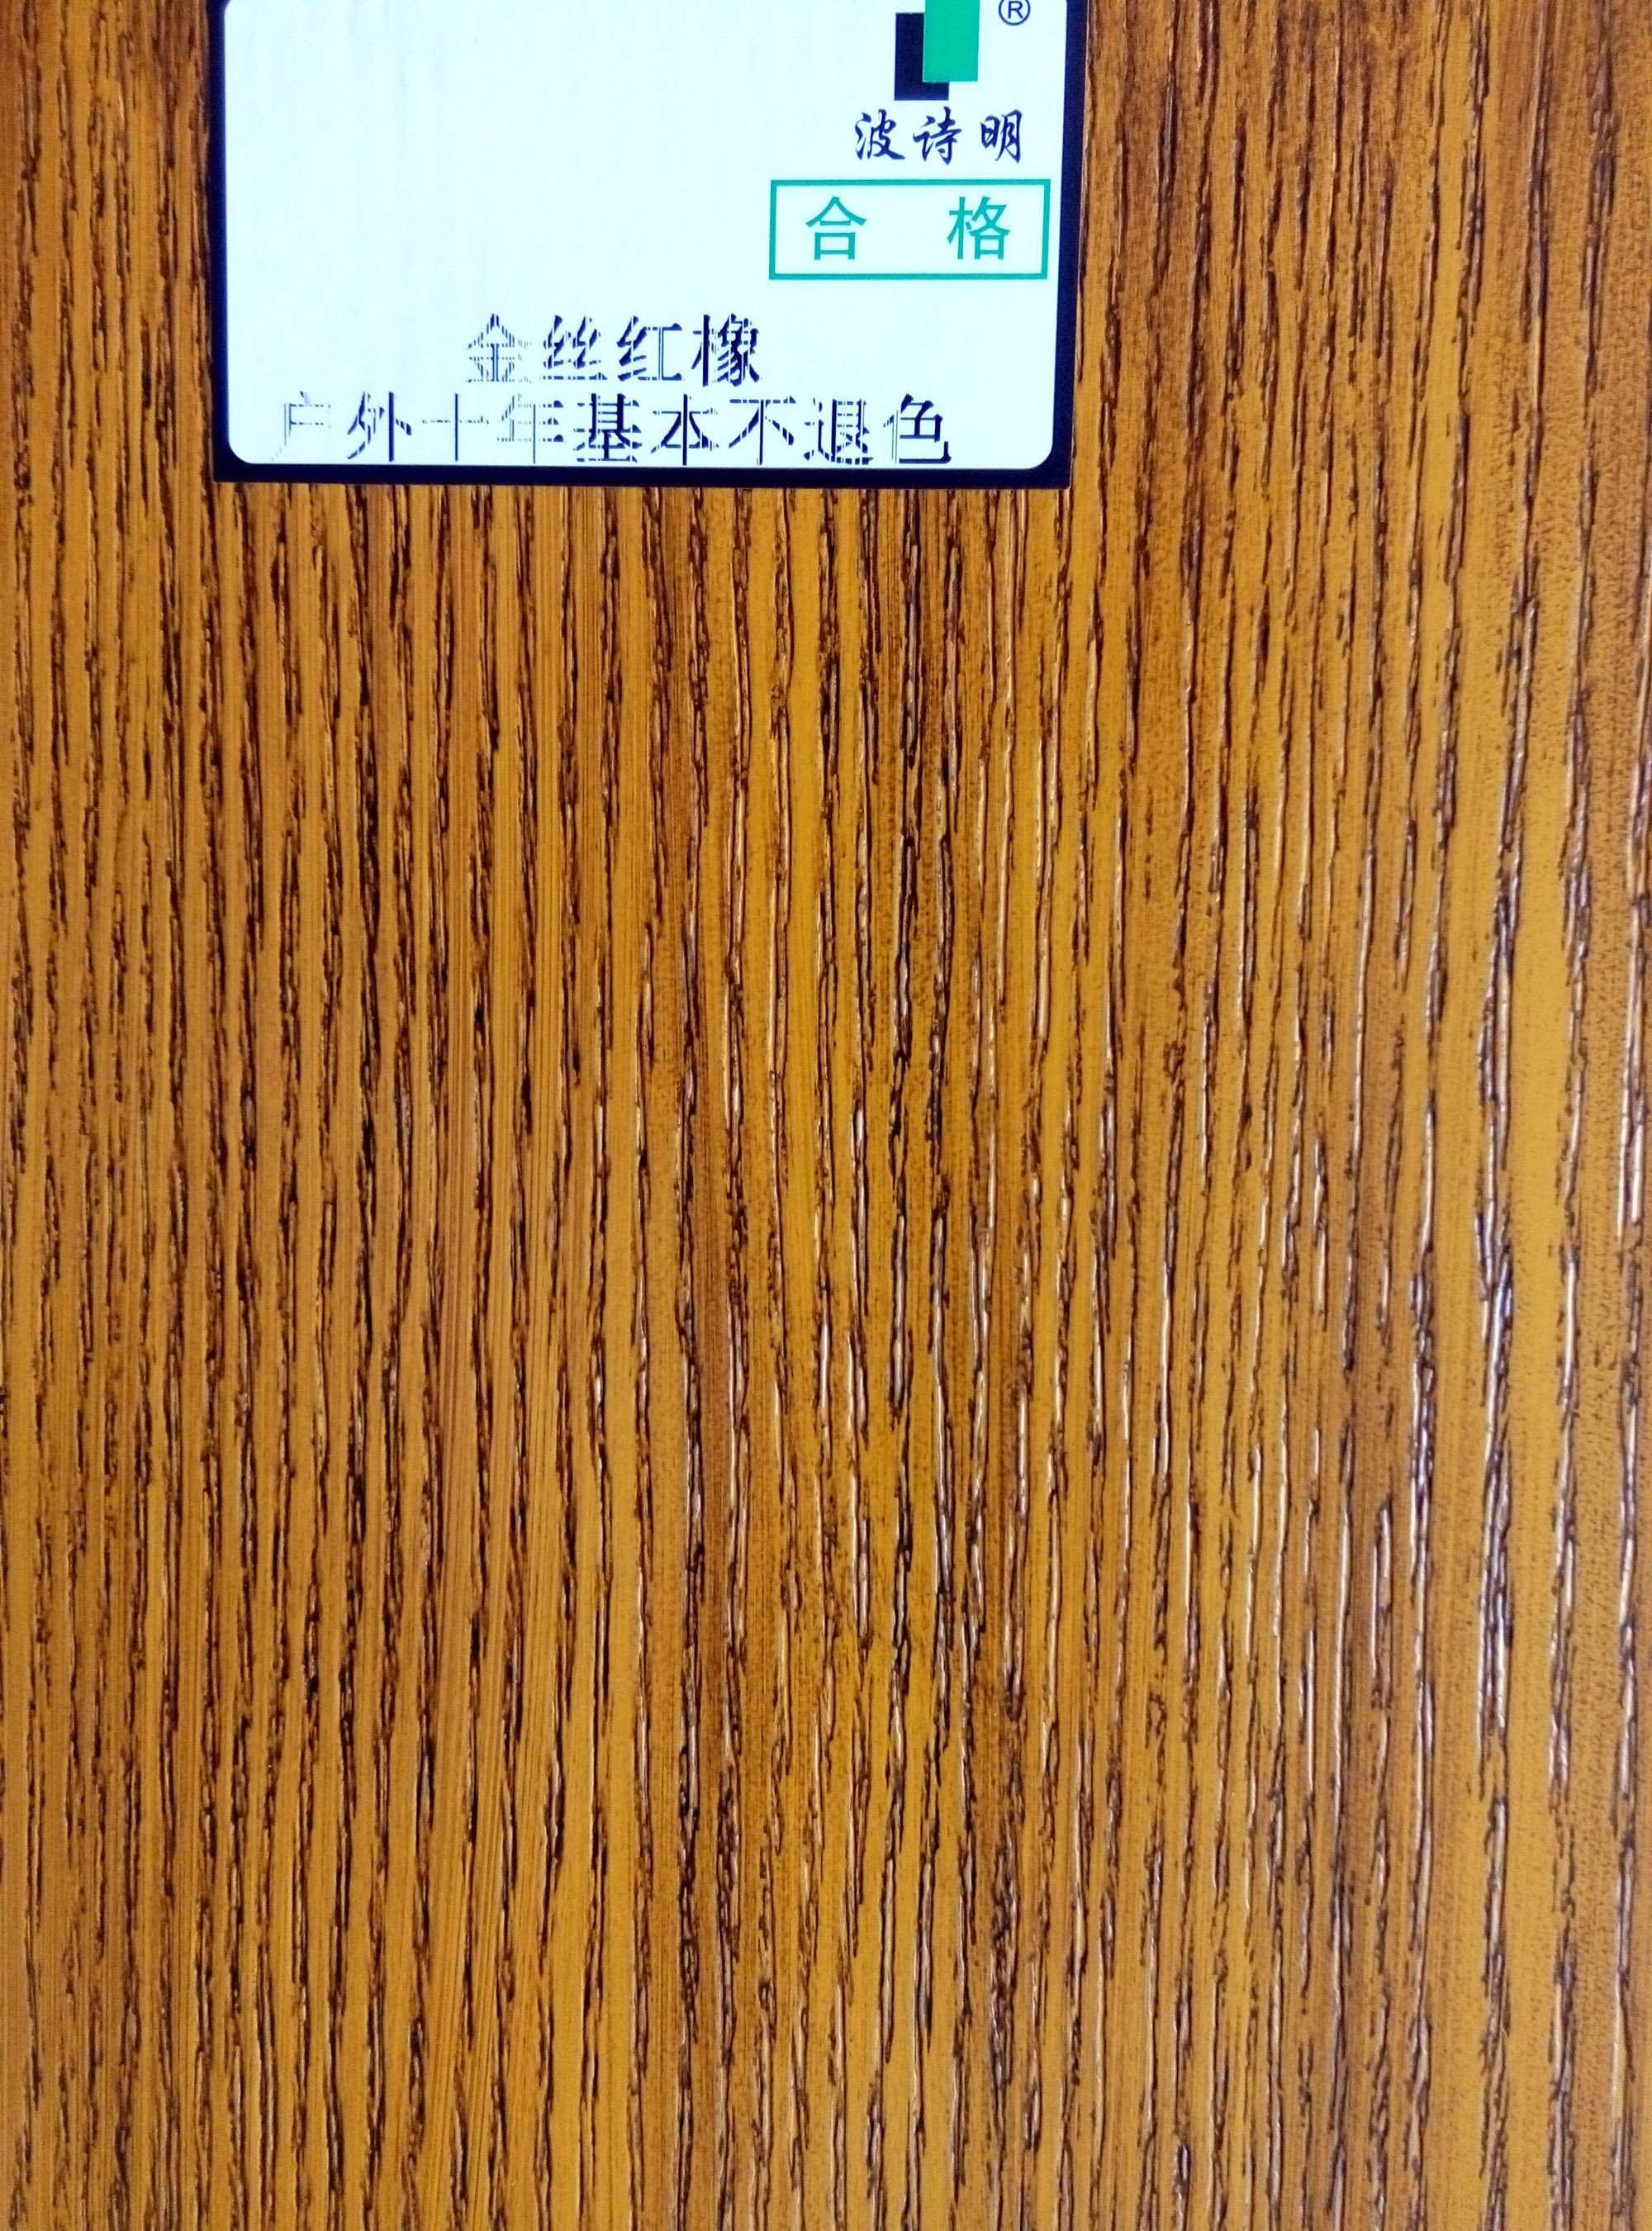 ®
波诗明
合 格
金丝红橡
户外十年基本不退色